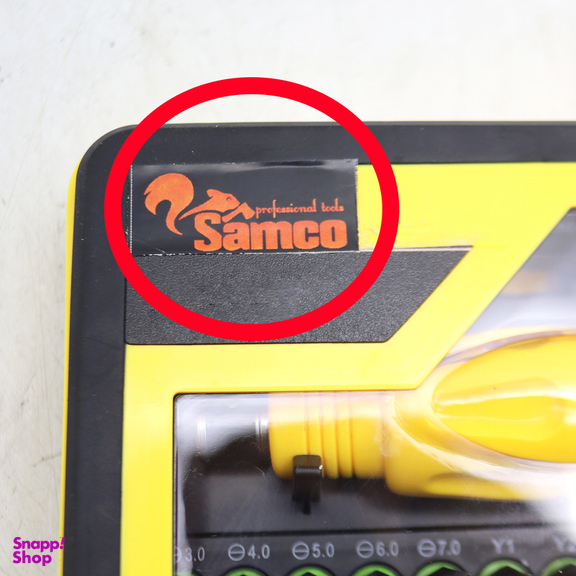 professional tools
Samco
⊖3.0 ⊖4.0 ⊖5.0 ⊖6.0 ⊖7.0 Y1
Snapp!
Shop